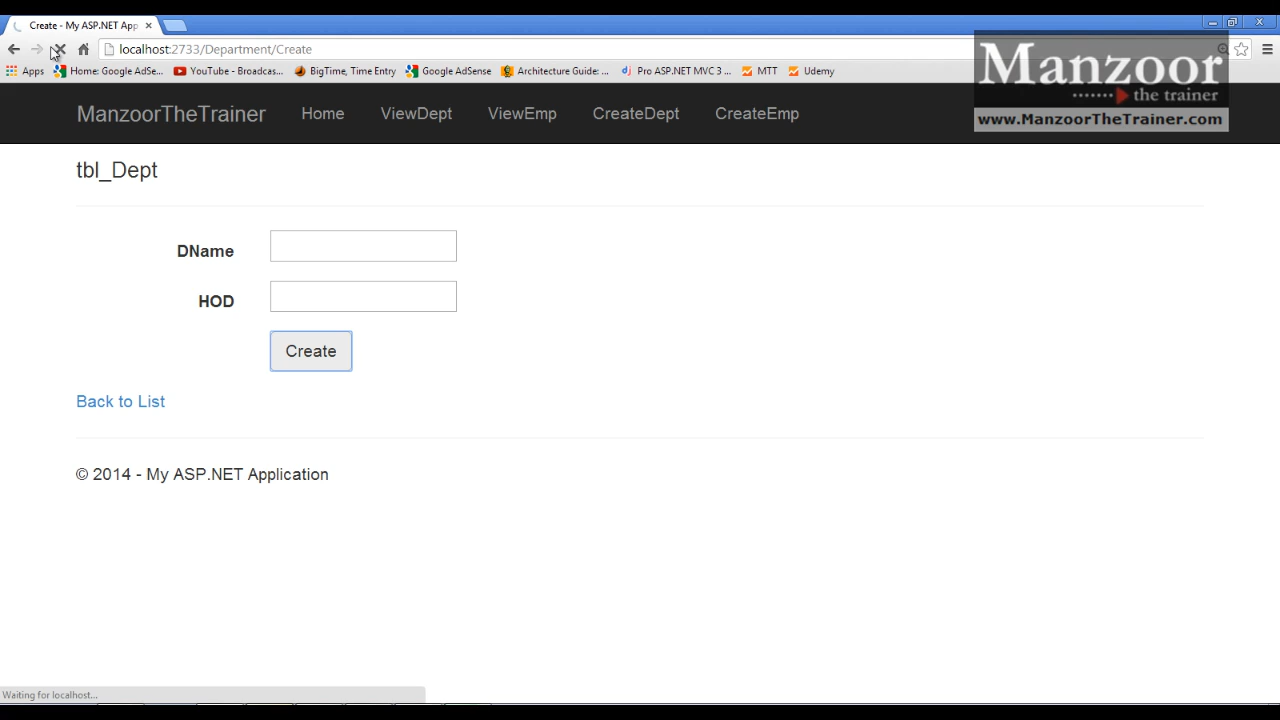 Create - My ASP.NET App
localhost:2733/Department/Create
Apps Home: Google AdSe... YouTube - Broadcas... BigTime, Time Entry Google AdSense Architecture Guide: ... Pro ASP.NET MVC 3 ... MTT Udemy
Manzoor
the trainer
www.ManzoorTheTrainer.com
ManzoorTheTrainer Home ViewDept ViewEmp CreateDept CreateEmp
tbl_Dept
DName
HOD
Create
Back to List
© 2014 - My ASP.NET Application
Waiting for localhost...